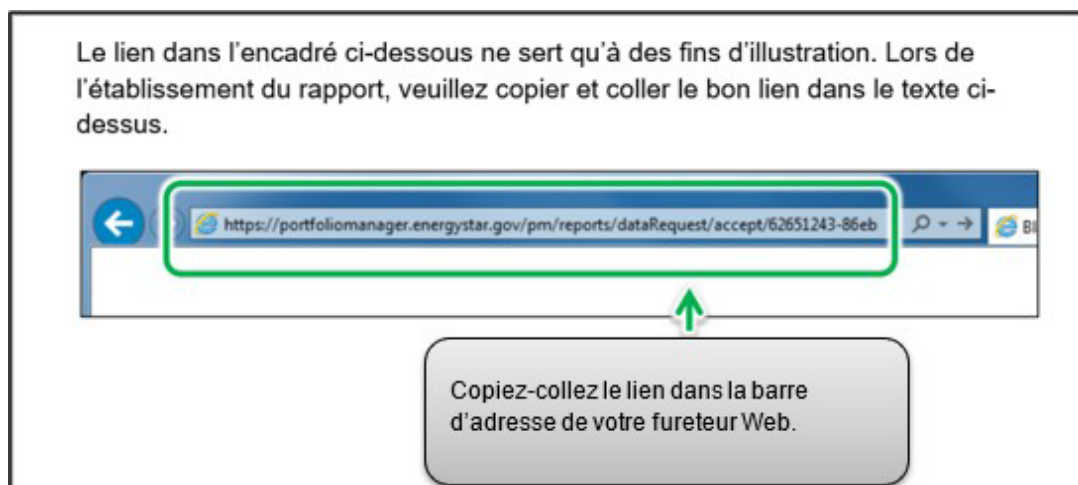 Le lien dans l’encadré ci-dessous ne sert qu’à des fins d’illustration. Lors de
l’établissement du rapport, veuillez copier et coller le bon lien dans le texte ci-
dessus.
https://portfoliomanager.energystar.gov/pm/reports/dataRequest/accept/62651243-86eb
Copiez-collez le lien dans la barre
d’adresse de votre fureteur Web.